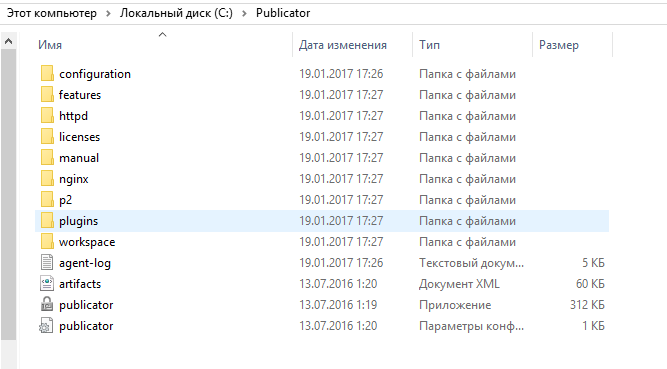 Этот компьютер › Локальный диск (C:) › Publicator
Имя Дата изменения Тип Размер
configuration 19.01.2017 17:26 Папка с файлами
features 19.01.2017 17:27 Папка с файлами
httpd 19.01.2017 17:27 Папка с файлами
licenses 19.01.2017 17:27 Папка с файлами
manual 19.01.2017 17:27 Папка с файлами
nginx 19.01.2017 17:27 Папка с файлами
p2 19.01.2017 17:27 Папка с файлами
plugins 19.01.2017 17:27 Папка с файлами
workspace 19.01.2017 17:27 Папка с файлами
agent-log 19.01.2017 17:26 Текстовый докум... 5 КБ
artifacts 13.07.2016 1:20 Документ XML 60 КБ
publicator 13.07.2016 1:19 Приложение 312 КБ
publicator 13.07.2016 1:20 Параметры конф... 1 КБ